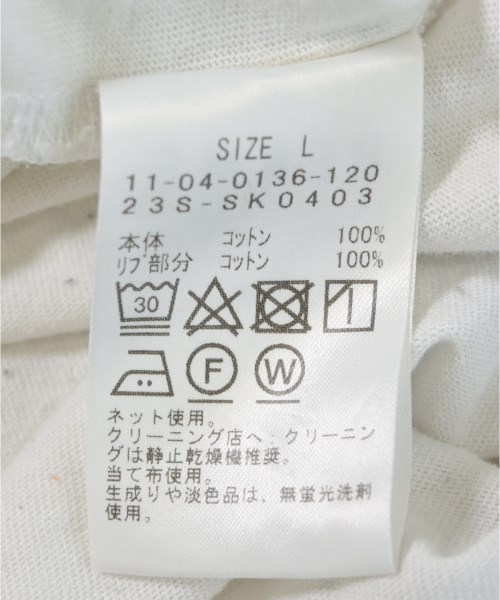 SIZE L
11-04-0136-120
23S-SK0403
本体 コットン 100%
リブ部分 コットン 100%
30
F W
ネット使用。
クリーニング店へ:クリーニン
グは静止乾燥機推奨。
当て布使用。
生成りや淡色品は、無蛍光洗剤
使用。